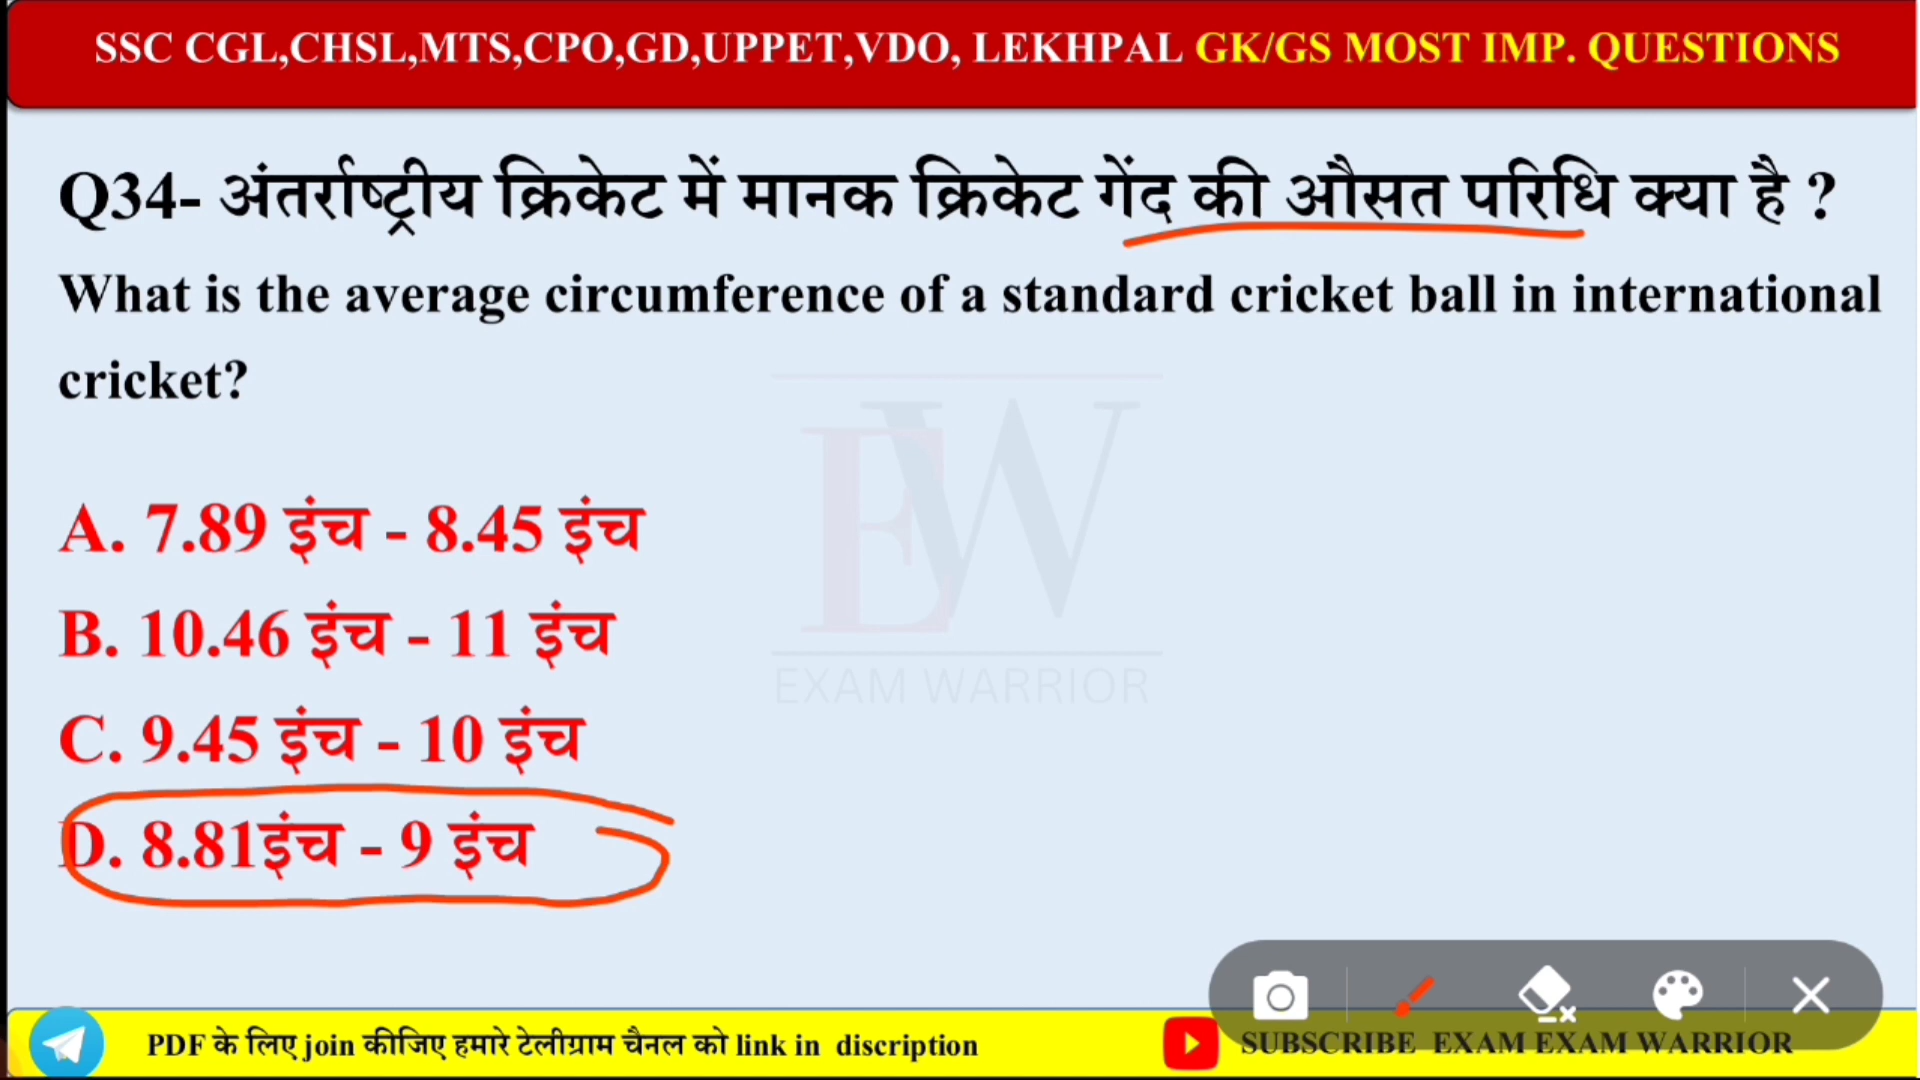 SSC CGL,CHSL,MTS,CPO,GD,UPPET,VDO, LEKHPAL GK/GS MOST IMP. QUESTIONS
Q34- अंतर्राष्ट्रीय क्रिकेट में मानक क्रिकेट गेंद की औसत परिधि क्या है ?
What is the average circumference of a standard cricket ball in international
cricket?
EW
EXAM WARRIOR
A. 7.89 इंच - 8.45 इंच
B. 10.46 इंच - 11 इंच
C. 9.45 इंच - 10 इंच
D. 8.81इंच - 9 इंच
PDF के लिए join कीजिए हमारे टेलीग्राम चैनल को link in discription
SUBSCRIBE EXAM EXAM WARRIOR